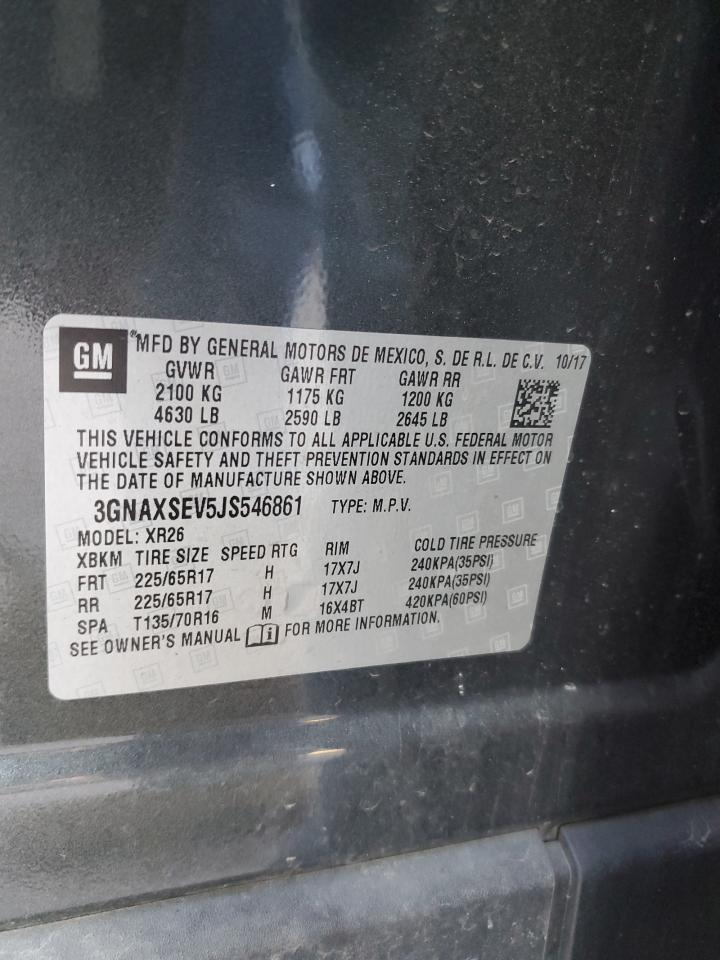 GM
MFD BY GENERAL MOTORS DE MEXICO, S. DE R.L. DE C.V. 10/17
GVWR GAWR FRT GAWR RR
2100 KG 1175 KG 1200 KG
4630 LB 2590 LB 2645 LB
THIS VEHICLE CONFORMS TO ALL APPLICABLE U.S. FEDERAL MOTOR
VEHICLE SAFETY AND THEFT PREVENTION STANDARDS IN EFFECT ON
THE DATE OF MANUFACTURE SHOWN ABOVE.
3GNAXSEV5JS546861 TYPE: M.P.V.
MODEL: XR26
XBKM TIRE SIZE SPEED RTG RIM COLD TIRE PRESSURE
FRT 225/65R17 H 17X7J 240KPA(35PSI)
RR 225/65R17 H 17X7J 240KPA(35PSI)
SPA T135/70R16 M 16X4BT 420KPA(60PSI)
SEE OWNER'S MANUAL FOR MORE INFORMATION.